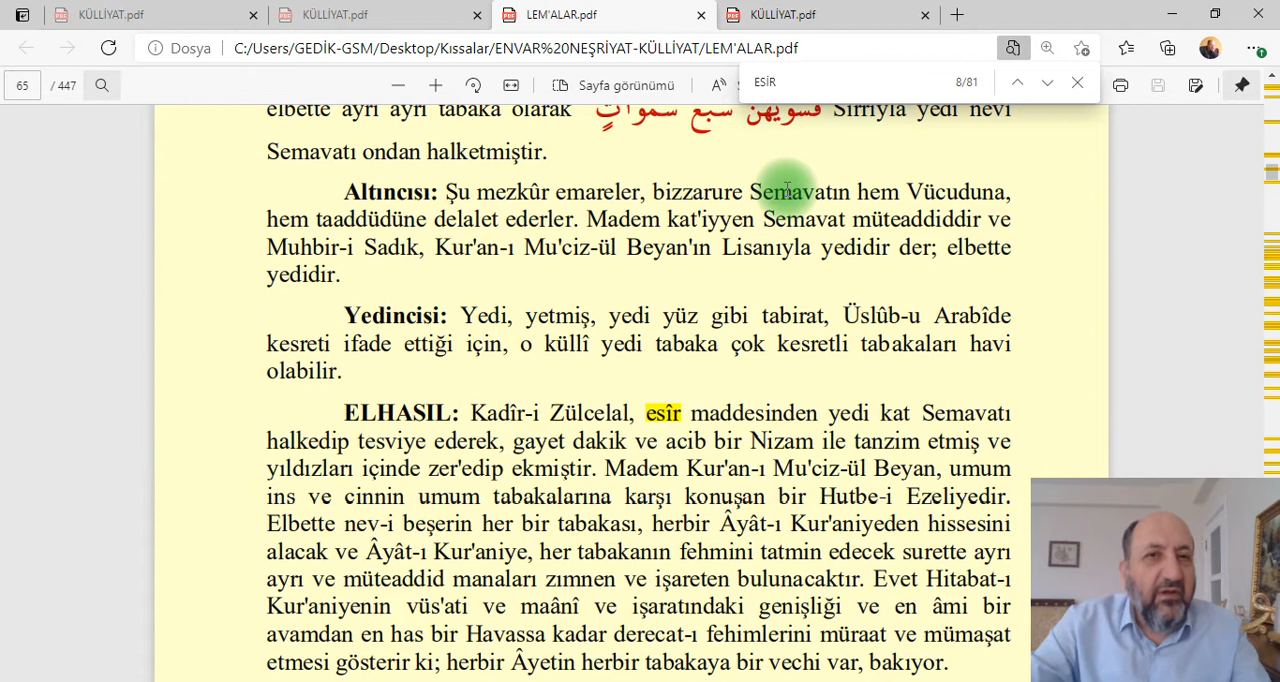 KÜLLİYAT.pdf
KÜLLİYAT.pdf
LEM'ALAR.pdf
KÜLLİYAT.pdf
Dosya
C:/Users/GEDİK-GSM/Desktop/Kıssalar/ENVAR%20NEŞRİYAT-KÜLLİYAT/LEM'ALAR.pdf
65 / 447
Sayfa görünümü
ESİR
8/81
elbette ayrı ayrı tabaka olarak فسويهن سبع سموات Sırrıyla yedi nevi
Semavatı ondan halketmiştir.
Altıncısı: Şu mezkûr emareler, bizzarure Semavatın hem Vücuduna,
hem taaddüdüne delalet ederler. Madem kat'iyyen Semavat müteaddiddir ve
Muhbir-i Sadık, Kur'an-ı Mu'ciz-ül Beyan'ın Lisanıyla yedidir der; elbette
yedidir.
Yedincisi: Yedi, yetmiş, yedi yüz gibi tabirat, Üslûb-u Arabîde
kesreti ifade ettiği için, o küllî yedi tabaka çok kesretli tabakaları havi
olabilir.
ELHASIL: Kadîr-i Zülcelal, esîr maddesinden yedi kat Semavatı
halkedip tesviye ederek, gayet dakik ve acib bir Nizam ile tanzim etmiş ve
yıldızları içinde zer'edip ekmiştir. Madem Kur'an-ı Mu'ciz-ül Beyan, umum
ins ve cinnin umum tabakalarına karşı konuşan bir Hutbe-i Ezeliyedir.
Elbette nev-i beşerin her bir tabakası, herbir Âyât-ı Kur'aniyeden hissesini
alacak ve Âyât-ı Kur'aniye, her tabakanın fehmini tatmin edecek surette ayrı
ayrı ve müteaddid manaları zımnen ve işareten bulunacaktır. Evet Hitabat-ı
Kur'aniyenin vüs'ati ve maânî ve işaratındaki genişliği ve en âmi bir
avamdan en has bir Havassa kadar derecat-ı fehimlerini müraat ve mümaşat
etmesi gösterir ki; herbir Âyetin herbir tabakaya bir vechi var, bakıyor.